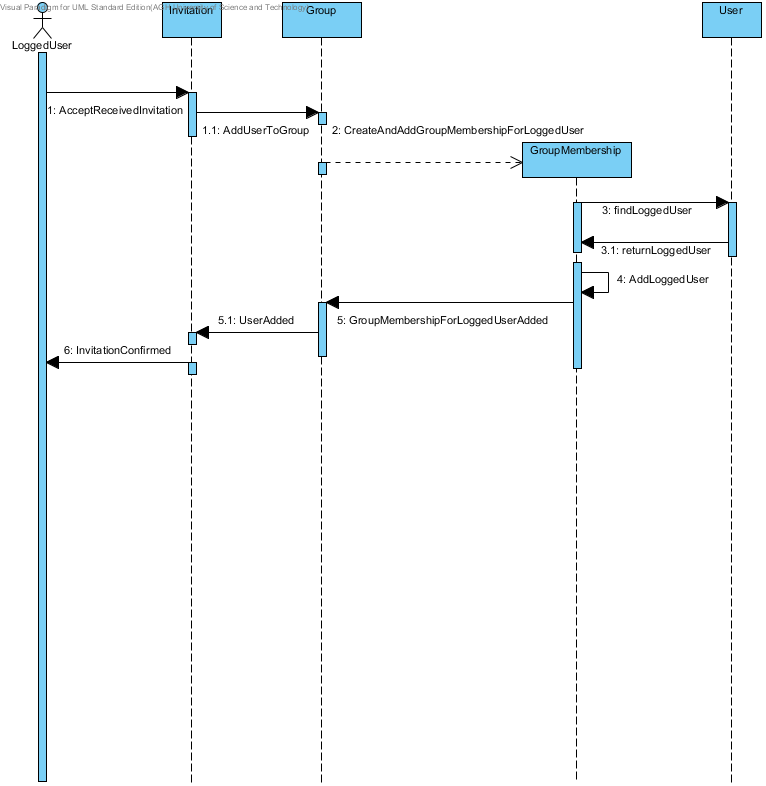 Visual Paradigm for UML Standard Edition(AGH University of Science and Technology)
Invitation
Group
User
LoggedUser
1: AcceptReceivedInvitation
1.1: AddUserToGroup
2: CreateAndAddGroupMembershipForLoggedUser
GroupMembership
3: findLoggedUser
3.1: returnLoggedUser
4: AddLoggedUser
5: GroupMembershipForLoggedUserAdded
5.1: UserAdded
6: InvitationConfirmed